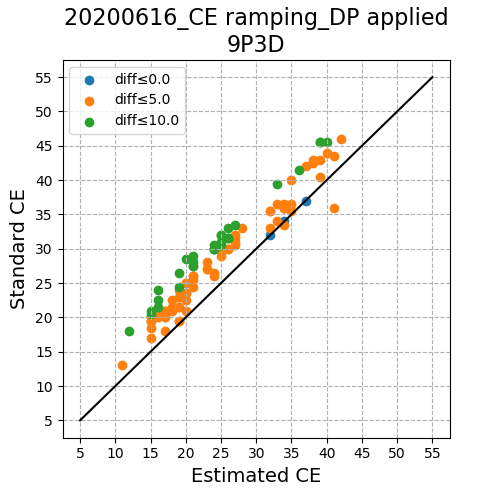 20200616_CE ramping_DP applied
9P3D
diff≤0.0
diff≤5.0
diff≤10.0
Standard CE
55
50
45
40
35
30
25
20
15
10
5
5 10 15 20 25 30 35 40 45 50 55
Estimated CE